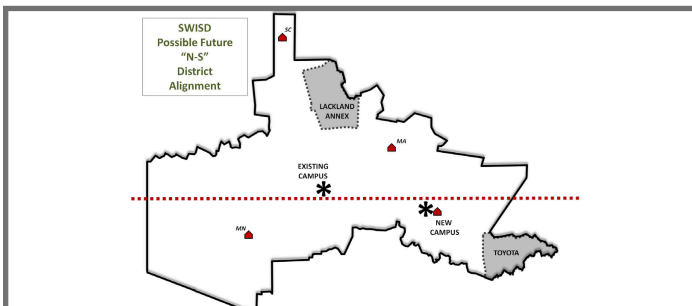 SWISD
Possible Future
“N-S”
District
Alignment
SC
LACKLAND
ANNEX
MA
EXISTING
CAMPUS
*
*
MN
NEW
CAMPUS
TOYOTA